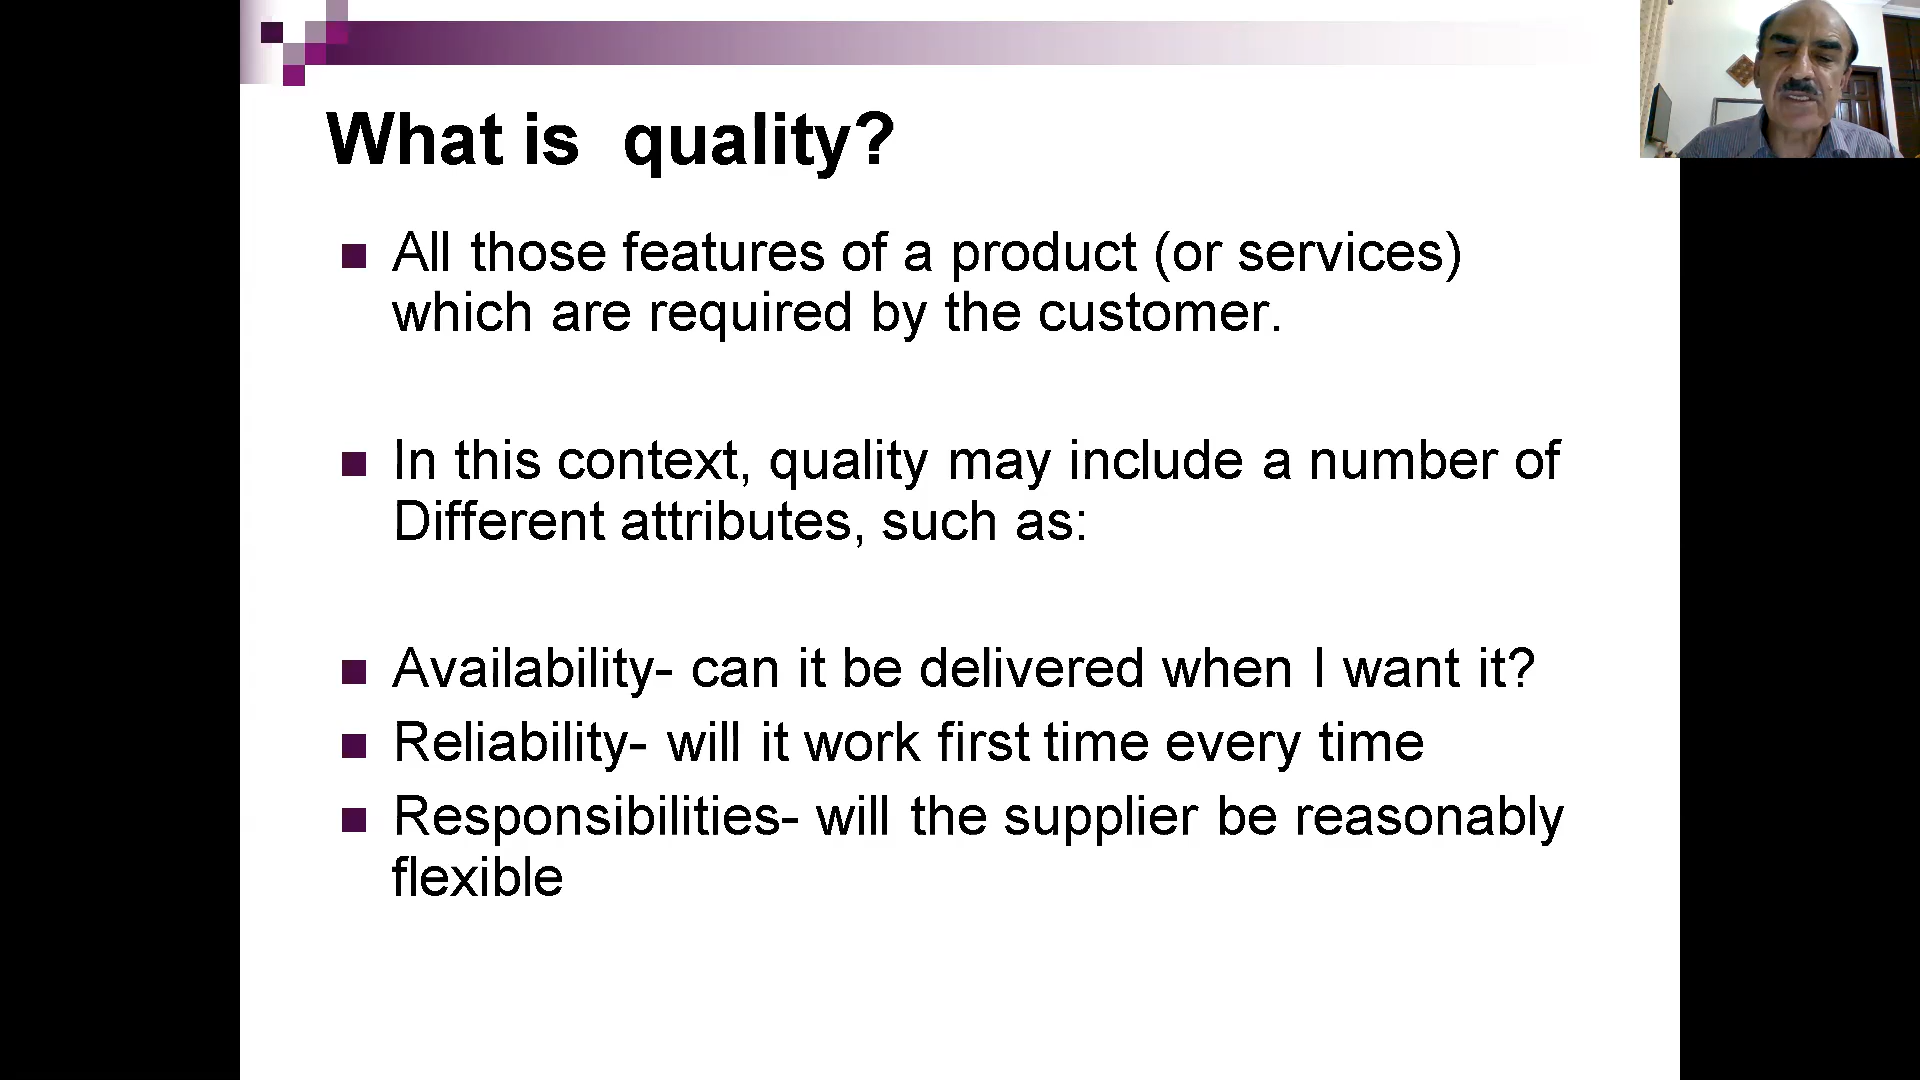 What is  quality?
All those features of a product (or services)
which are required by the customer.
In this context, quality may include a number of
Different attributes, such as:
Availability- can it be delivered when I want it?
Reliability- will it work first time every time
Responsibilities- will the supplier be reasonably
flexible